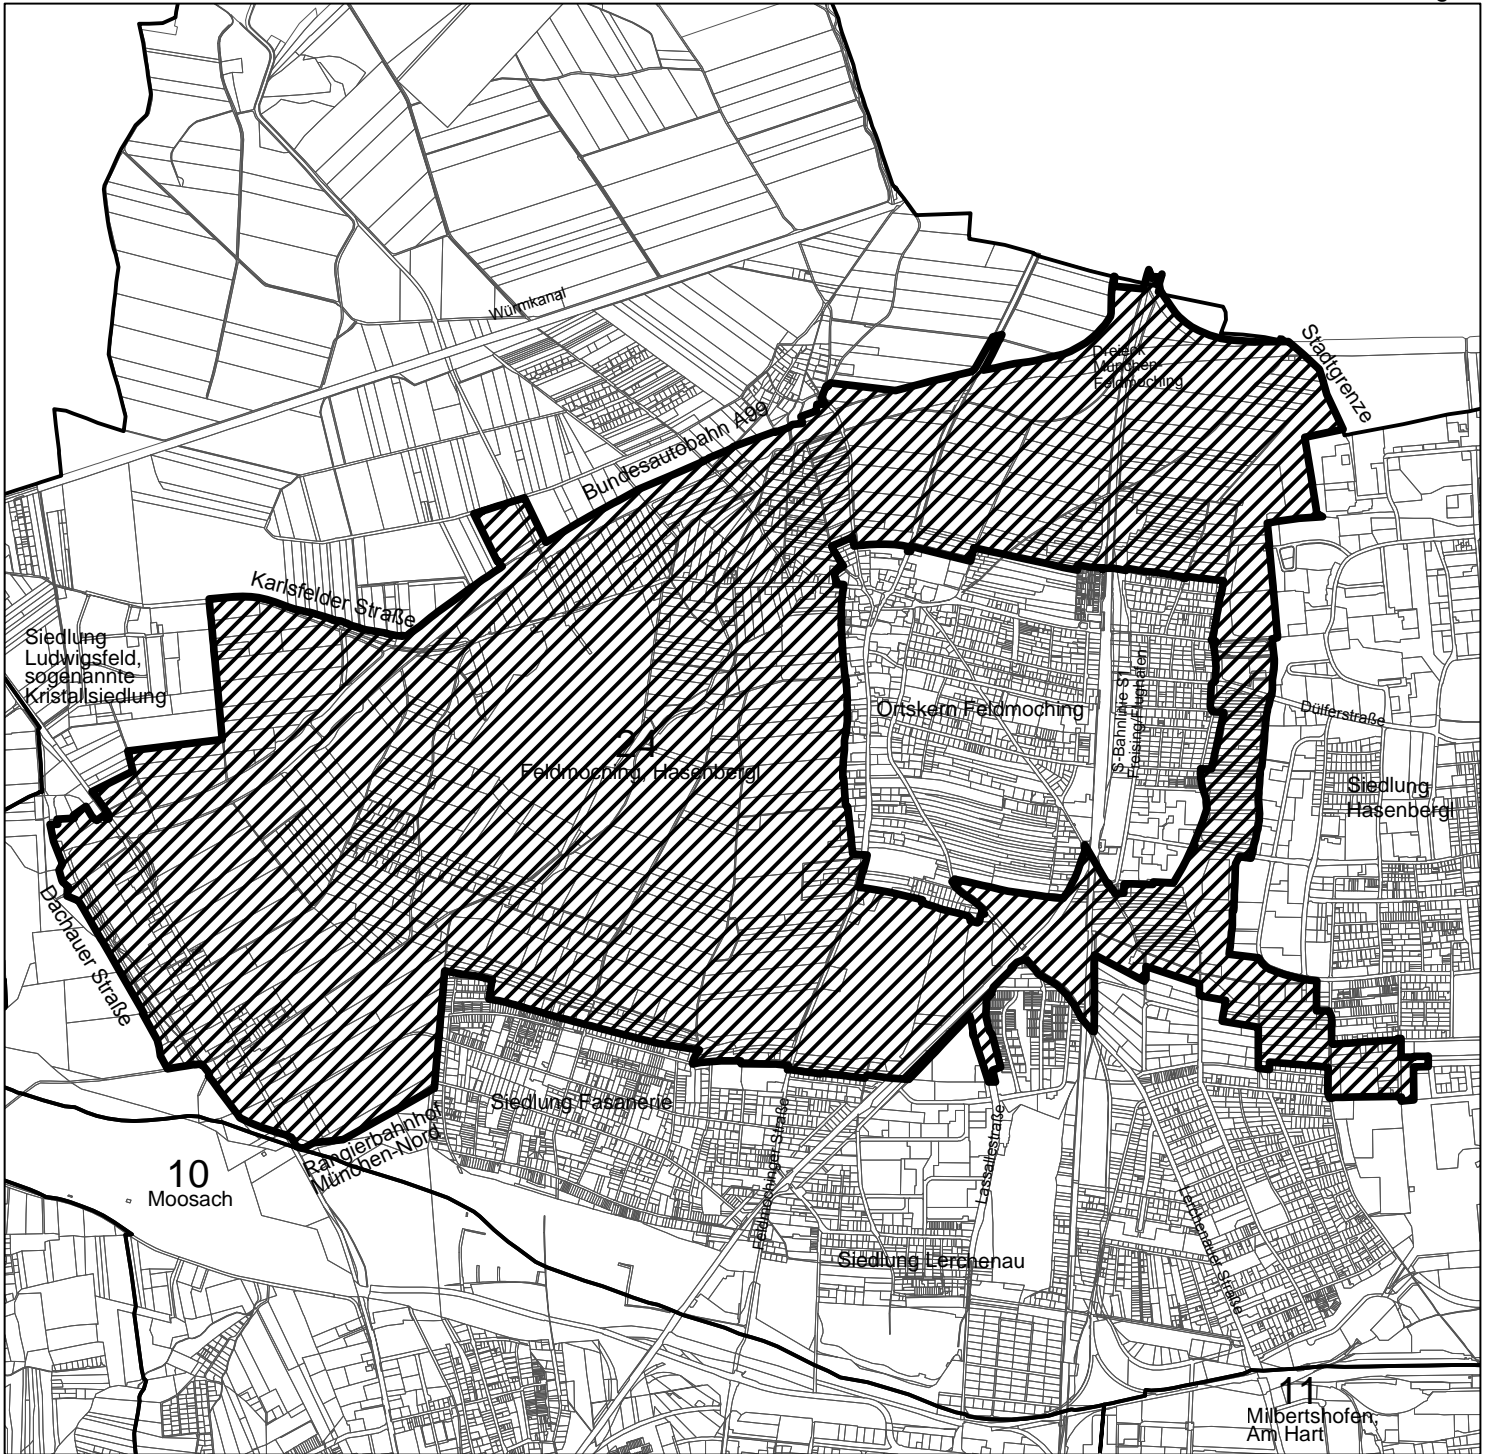 Würmkanal
Stadtgrenze
Dreieck
München-
Feldmoching
Bundesautobahn A99
Karlsfelder Straße
Siedlung
Ludwigsfeld,
sogenannte
Kristallsiedlung
Ortskern Feldmoching
S-Bahnlinie S1
Freising/Flughafen
Dülferstraße
24
Feldmoching, Hasenbergl
Siedlung
Hasenbergl
Dachauer Straße
Siedlung Fasanerie
Rangierbahnhof
München-Nord
Feldmochinger Straße
Lassallestraße
Lerchenauer Straße
10
Moosach
Siedlung Lerchenau
11
Milbertshofen,
Am Hart